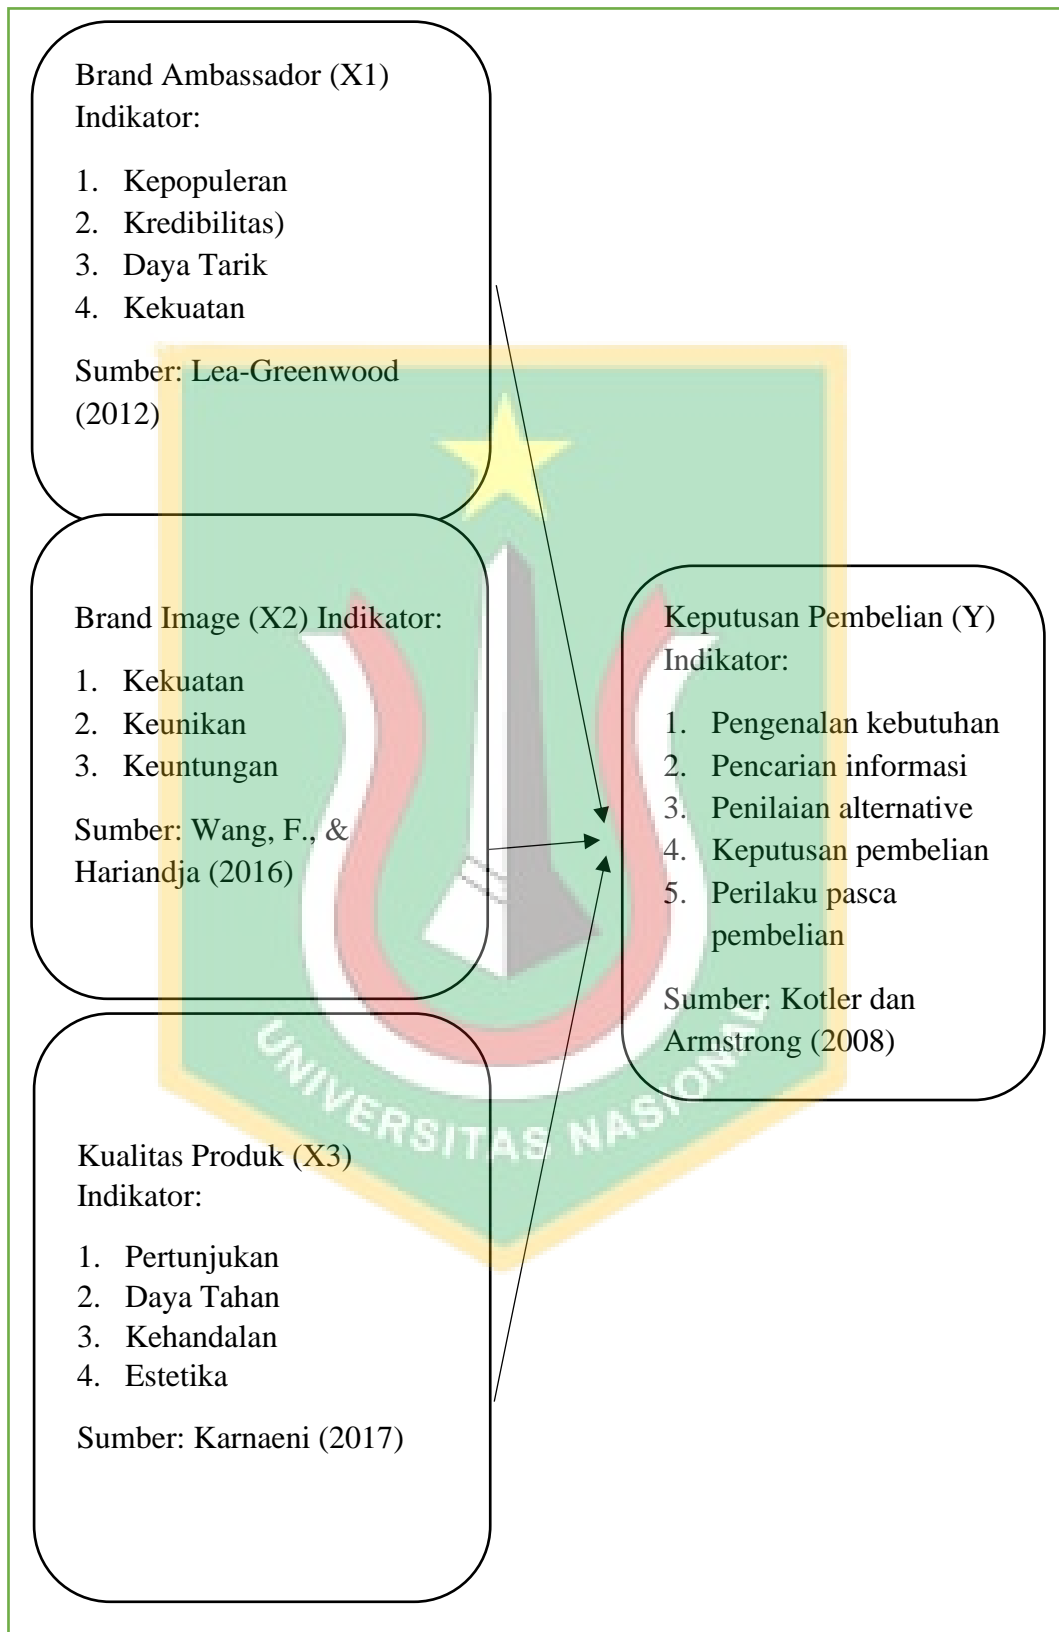 Brand Ambassador (X1)
Indikator:
1. Kepopuleran
2. Kredibilitas)
3. Daya Tarik
4. Kekuatan
Sumber: Lea-Greenwood
(2012)
Brand Image (X2) Indikator:
1. Kekuatan
2. Keunikan
3. Keuntungan
Sumber: Wang, F., &
Hariandja (2016)
Kualitas Produk (X3)
Indikator:
1. Pertunjukan
2. Daya Tahan
3. Kehandalan
4. Estetika
Sumber: Karnaeni (2017)
Keputusan Pembelian (Y)
Indikator:
1. Pengenalan kebutuhan
2. Pencarian informasi
3. Penilaian alternative
4. Keputusan pembelian
5. Perilaku pasca
pembelian
Sumber: Kotler dan
Armstrong (2008)
UNIVERSITAS NASIONAL